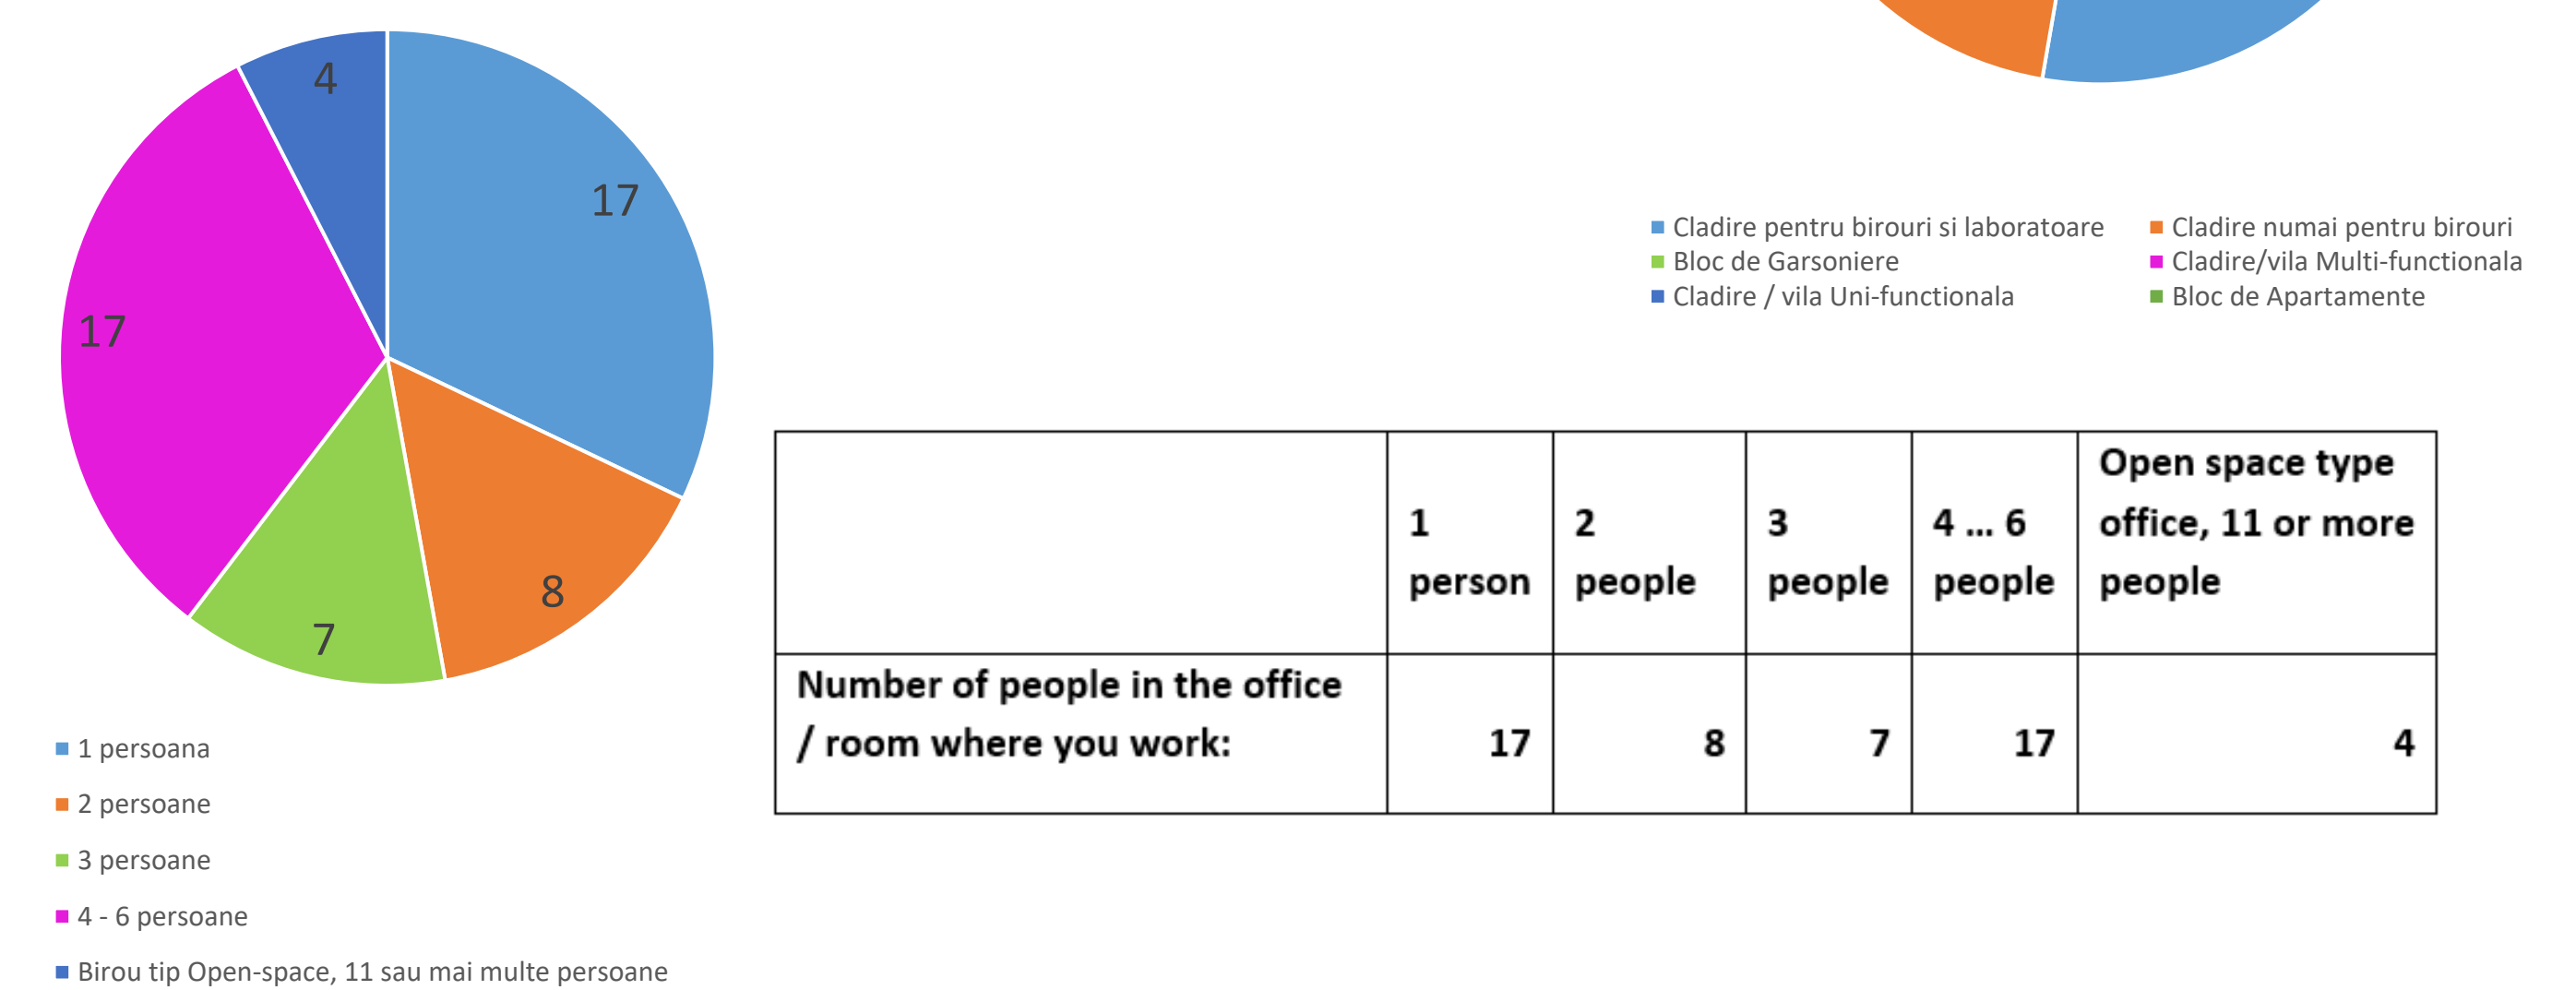 4
17
17
8
7
1 persoana
2 persoane
3 persoane
4 - 6 persoane
Birou tip Open-space, 11 sau mai multe persoane
Cladire pentru birouri si laboratoare
Cladire numai pentru birouri
Bloc de Garsoniere
Cladire/vila Multi-functionala
Cladire / vila Uni-functionala
Bloc de Apartamente
1
person
2
people
3
people
4 ... 6
people
Open space type
office, 11 or more
people
Number of people in the office
/ room where you work:
17
8
7
17
4